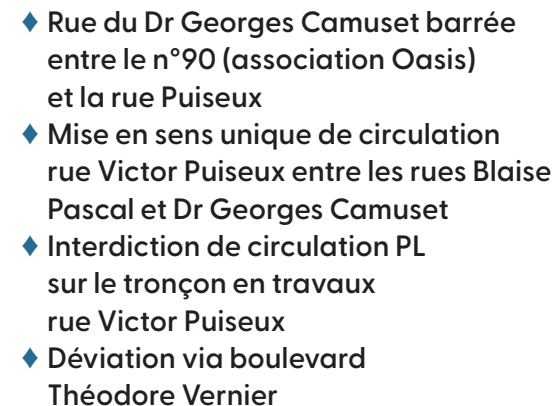 ♦ Rue du Dr Georges Camuset barrée
entre le n°90 (association Oasis)
et la rue Puiseux
♦ Mise en sens unique de circulation
rue Victor Puiseux entre les rues Blaise
Pascal et Dr Georges Camuset
♦ Interdiction de circulation PL
sur le tronçon en travaux
rue Victor Puiseux
♦ Déviation via boulevard
Théodore Vernier